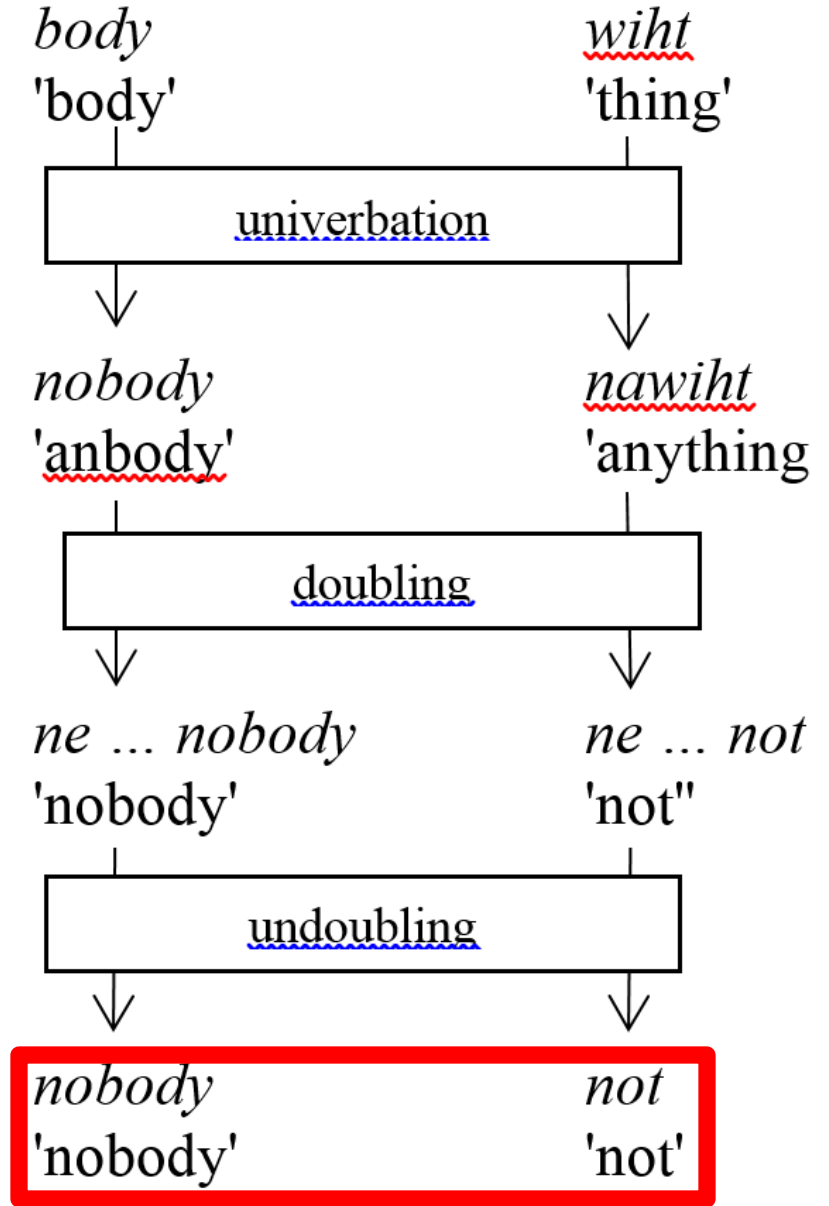 body wiht
'body' 'thing'
univerbation
nobody nawiht
'anbody' 'anything
doubling
ne ... nobody ne ... not
'nobody' 'not''
undoubling
nobody not
'nobody' 'not'